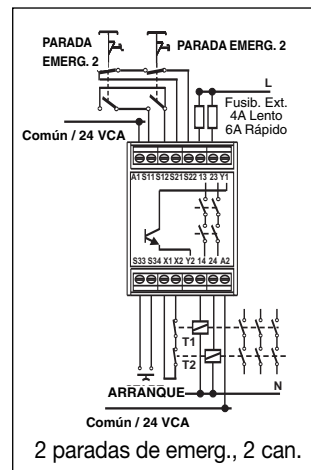 PARADA
EMERG. 2
PARADA EMERG. 2
L
Fusib. Ext.
4A Lento
6A Rápido
Común / 24 VCA
A1 S11 S12 S21 S22 13 23 Y1
S33 S34 X1 X2 Y2 14 24 A2
T1
T2
ARRANQUE
N
Común / 24 VCA
2 paradas de emerg., 2 can.